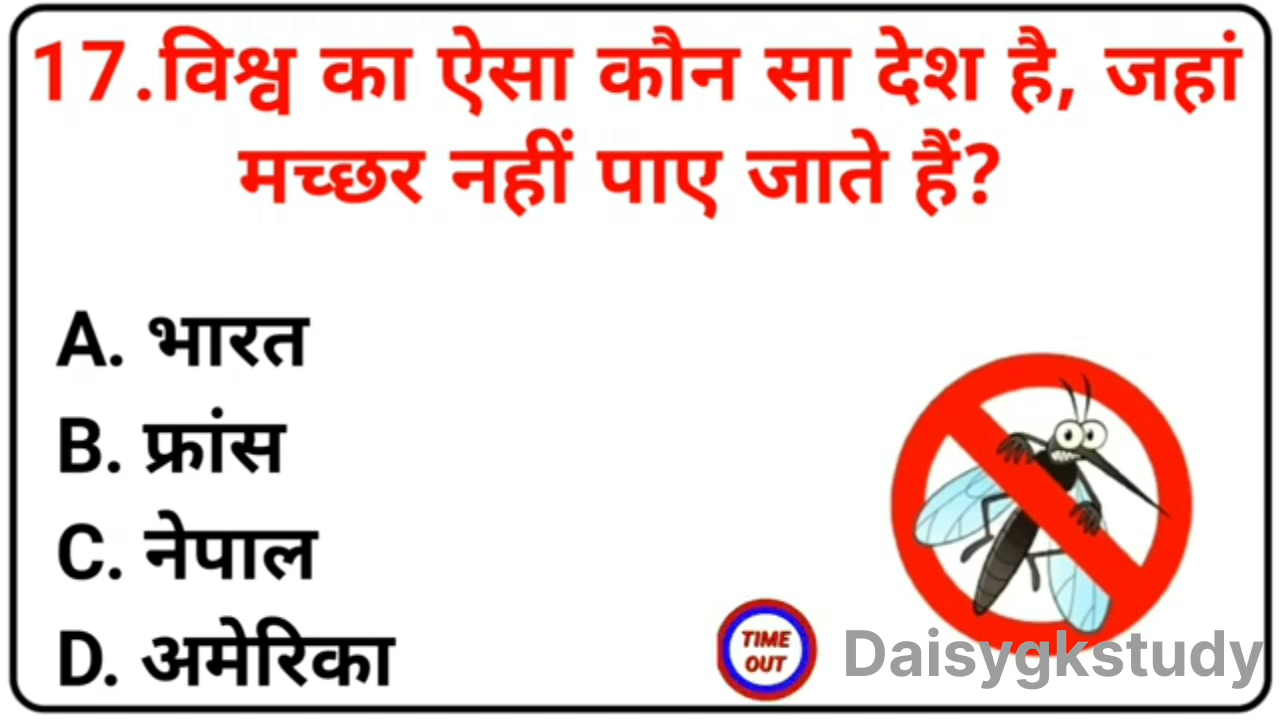 17.विश्व का ऐसा कौन सा देश है, जहां
मच्छर नहीं पाए जाते हैं?
A. भारत
B. फ्रांस
C. नेपाल
D. अमेरिका
TIME
OUT
Daisygkstudy